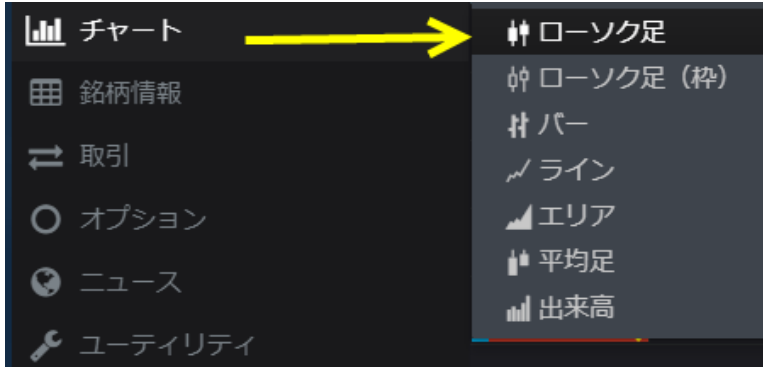 チャート
銘柄情報
取引
オプション
ニュース
ユーティリティ
ローソク足
ローソク足（枠）
バー
ライン
エリア
平均足
出来高